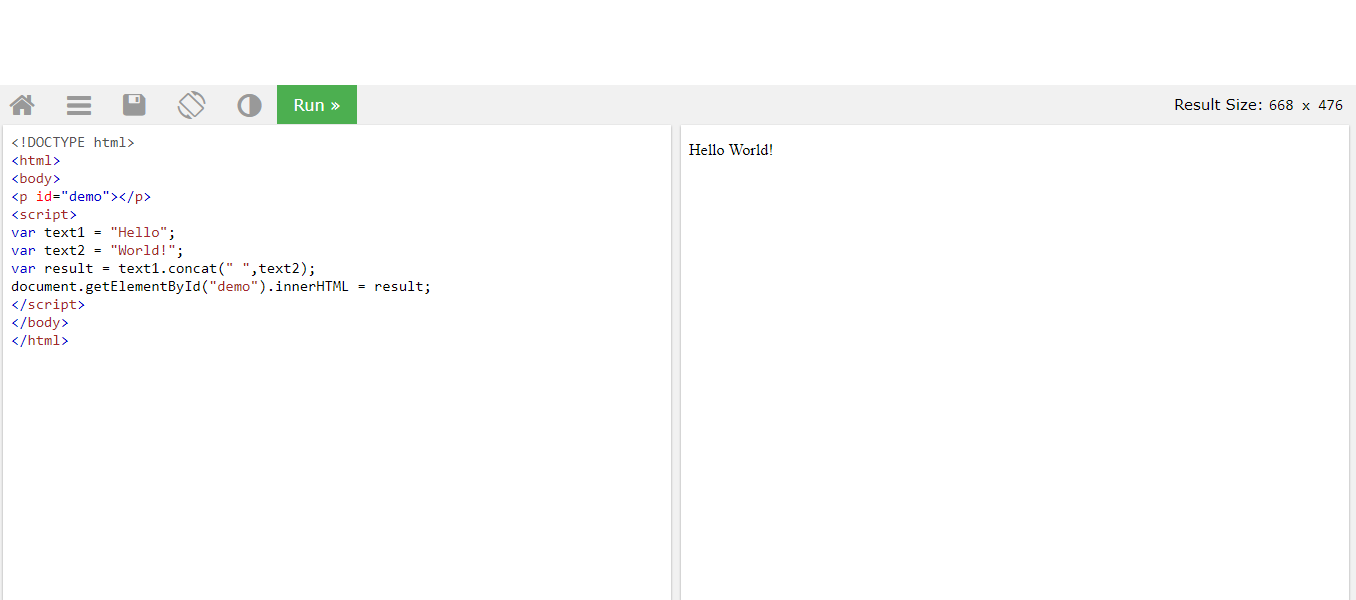 Run »
Result Size: 668 x 476
<!DOCTYPE html>
<html>
<body>
<p id="demo"></p>
<script>
var text1 = "Hello";
var text2 = "World!";
var result = text1.concat(" ",text2);
document.getElementById("demo").innerHTML = result;
</script>
</body>
</html>
Hello World!